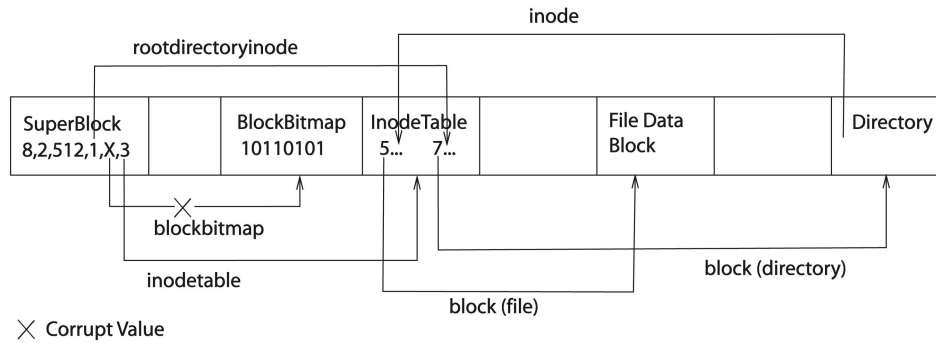 inode
rootdirectoryinode
SuperBlock
8,2,512,1,X,3
BlockBitmap
10110101
InodeTable
5... 7...
File Data
Block
Directory
blockbitmap
inodetable
block (directory)
block (file)
Corrupt Value